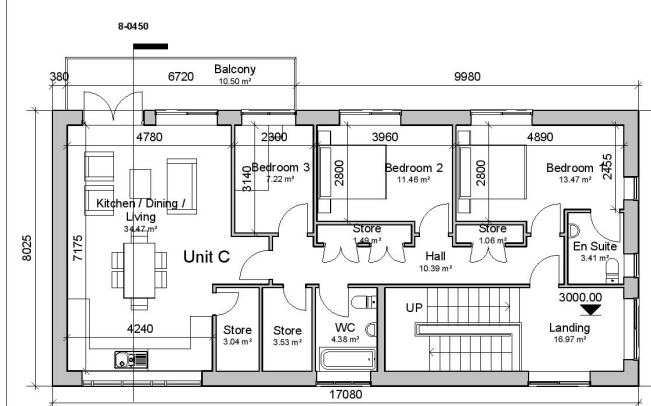 8-0450
380
6720
Balcony
10.50 m²
9980
4780
2300
3960
4890
3140
Bedroom 3
7.22 m²
2800
Bedroom 2
11.46 m²
2800
Bedroom
13.47 m²
2455
Kitchen / Dining /
Living
34.47 m²
8025
7175
Unit C
Store
1.49 m²
Store
1.06 m²
Hall
10.39 m²
En Suite
3.41 m²
4240
Store
3.04 m²
Store
3.53 m²
WC
4.38 m²
UP
3000.00
Landing
16.97 m²
17080